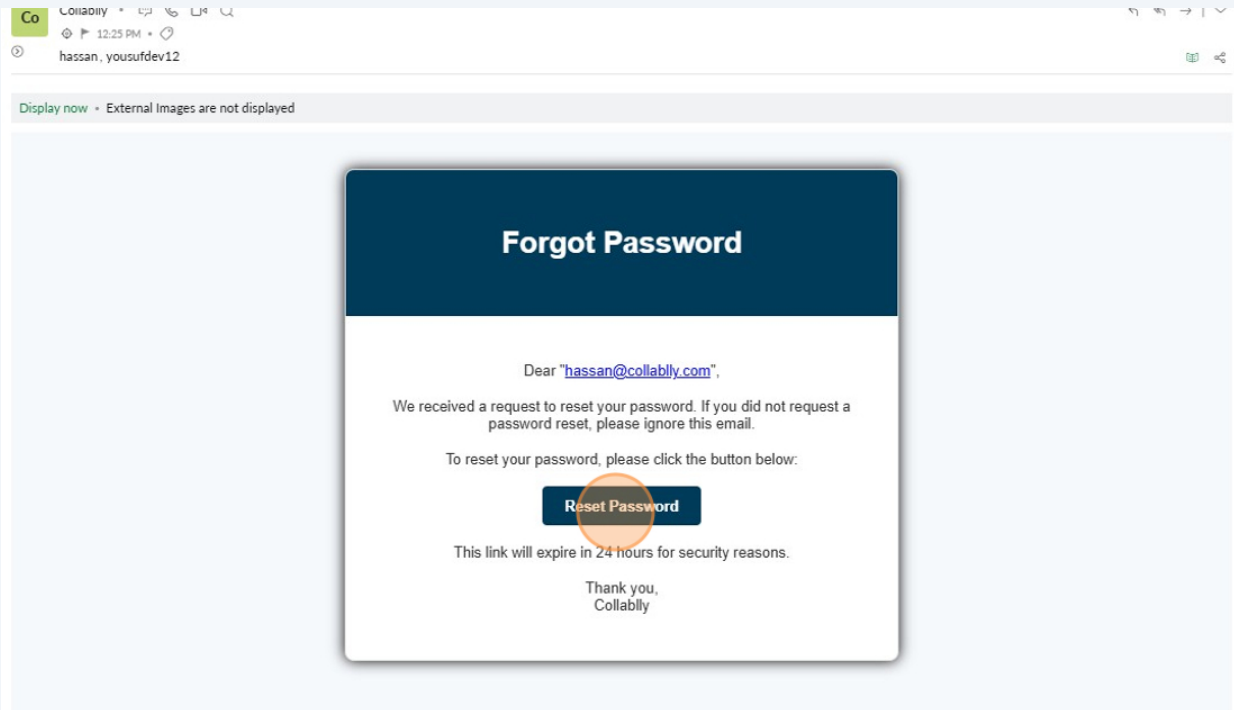 Co Collablly
12:25 PM
hassan, yousufdev12
Display now • External Images are not displayed
Forgot Password
Dear "hassan@collablly.com",
We received a request to reset your password. If you did not request a
password reset, please ignore this email.
To reset your password, please click the button below:
Reset Password
This link will expire in 24 hours for security reasons.
Thank you,
Collablly